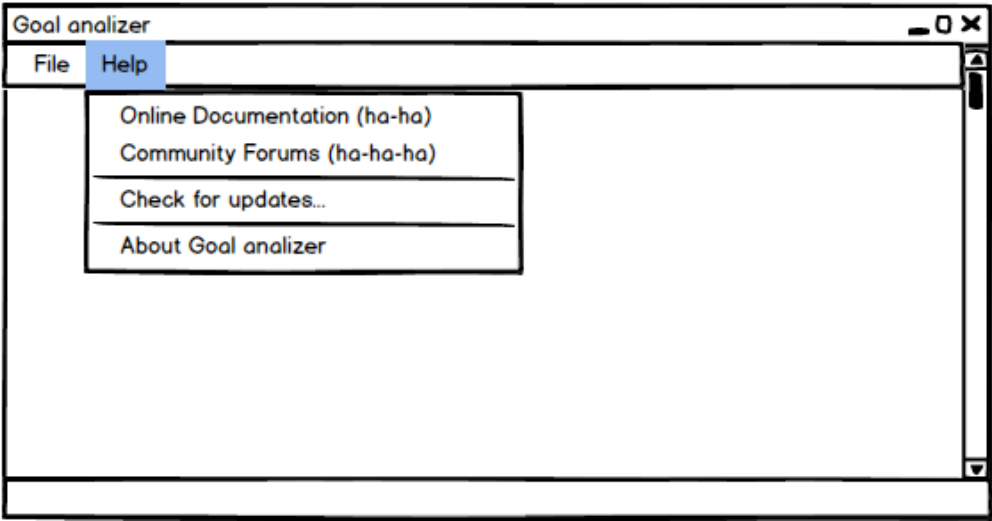 Goal analizer
File Help
Online Documentation (ha-ha)
Community Forums (ha-ha-ha)
Check for updates...
About Goal analizer